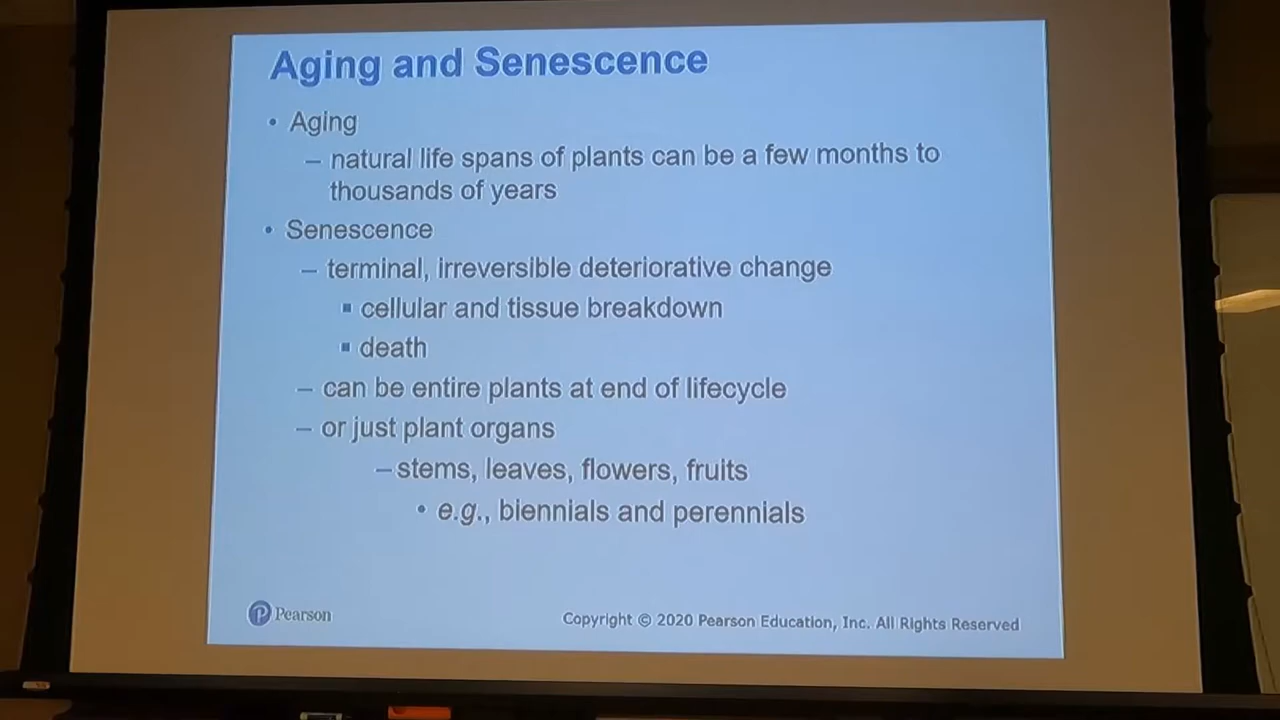 Aging and Senescence
• Aging
– natural life spans of plants can be a few months to
thousands of years
• Senescence
– terminal, irreversible deteriorative change
▪ cellular and tissue breakdown
▪ death
– can be entire plants at end of lifecycle
– or just plant organs
– stems, leaves, flowers, fruits
• e.g., biennials and perennials
P Pearson
Copyright © 2020 Pearson Education, Inc. All Rights Reserved